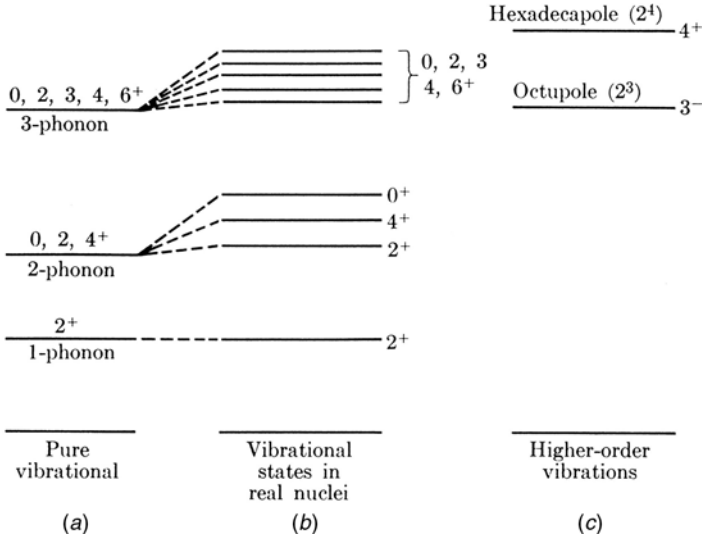 Hexadecapole (2⁴)
4⁺
0, 2, 3
4, 6⁺
0, 2, 3, 4, 6⁺
3-phonon
Octupole (2³)
3⁻
0⁺
4⁺
2⁺
0, 2, 4⁺
2-phonon
2⁺
1-phonon
2⁺
Pure
vibrational
(a)
Vibrational
states in
real nuclei
(b)
Higher-order
vibrations
(c)